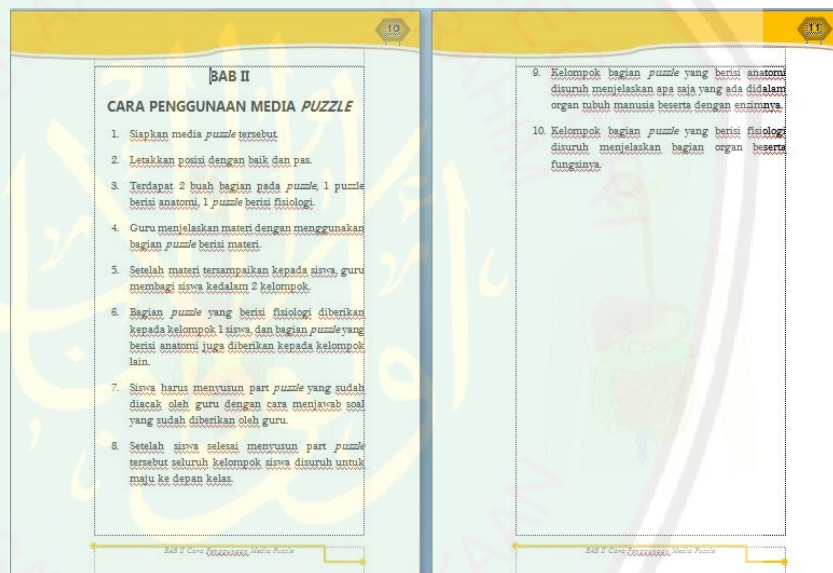 10
BAB II
CARA PENGGUNAAN MEDIA PUZZLE
1. Siapkan media puzzle tersebut.
2. Letakkan posisi dengan baik dan pas.
3. Terdapat 2 buah bagian pada puzzle, 1 puzzle
berisi anatomi, 1 puzzle berisi fisiologi.
4. Guru menjelaskan materi dengan menggunakan
bagian puzzle berisi materi.
5. Setelah materi tersampaikan kepada siswa, guru
membagi siswa kedalam 2 kelompok.
6. Bagian puzzle yang berisi fisiologi diberikan
kepada kelompok 1 siswa, dan bagian puzzle yang
berisi anatomi juga diberikan kepada kelompok
lain.
7. Siswa harus menyusun part puzzle yang sudah
diacak oleh guru dengan cara menjawab soal
yang sudah diberikan oleh guru.
8. Setelah siswa selesai menyusun part puzzle
tersebut seluruh kelompok siswa disuruh untuk
maju ke depan kelas.
BAB II Cara Penggunaan Media Puzzle
11
9. Kelompok bagian puzzle yang berisi anatomi
disuruh menjelaskan apa saja yang ada didalam
organ tubuh manusia beserta dengan enzimnya.
10. Kelompok bagian puzzle yang berisi fisiologi
disuruh menjelaskan bagian organ beserta
fungsinya.
BAB II Cara Penggunaan Media Puzzle